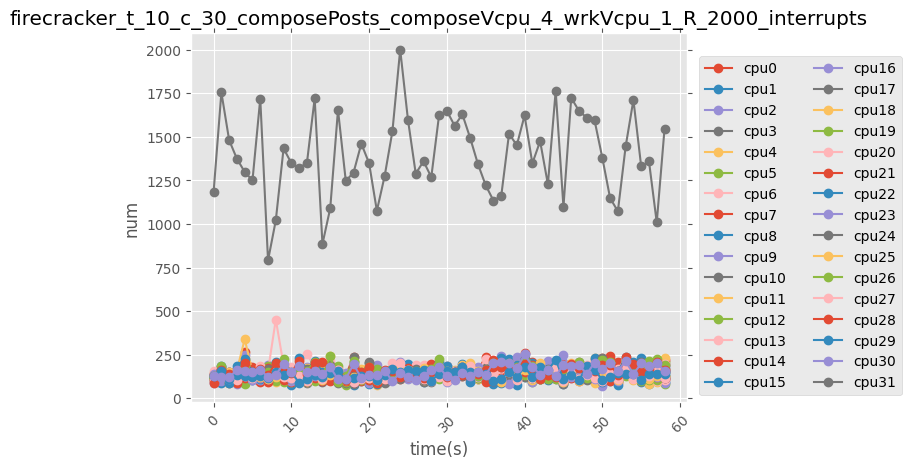 firecracker_t_10_c_30_composePosts_composeVcpu_4_wrkVcpu_1_R_2000_interrupts
2000
1750
1500
1250
1000
750
500
250
0
num
0
10
20
30
40
50
60
time(s)
cpu0
cpu1
cpu2
cpu3
cpu4
cpu5
cpu6
cpu7
cpu8
cpu9
cpu10
cpu11
cpu12
cpu13
cpu14
cpu15
cpu16
cpu17
cpu18
cpu19
cpu20
cpu21
cpu22
cpu23
cpu24
cpu25
cpu26
cpu27
cpu28
cpu29
cpu30
cpu31